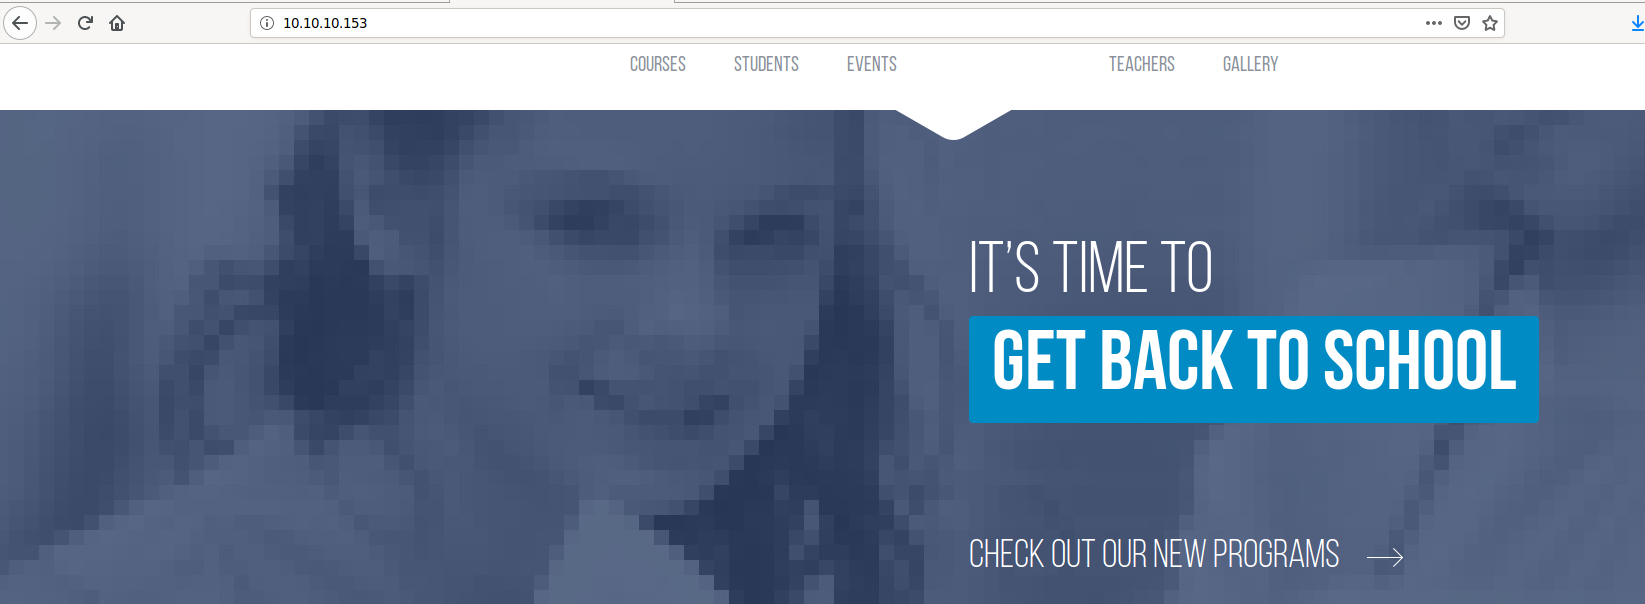 10.10.10.153
COURSES STUDENTS EVENTS TEACHERS GALLERY
IT’S TIME TO
GET BACK TO SCHOOL
CHECK OUT OUR NEW PROGRAMS